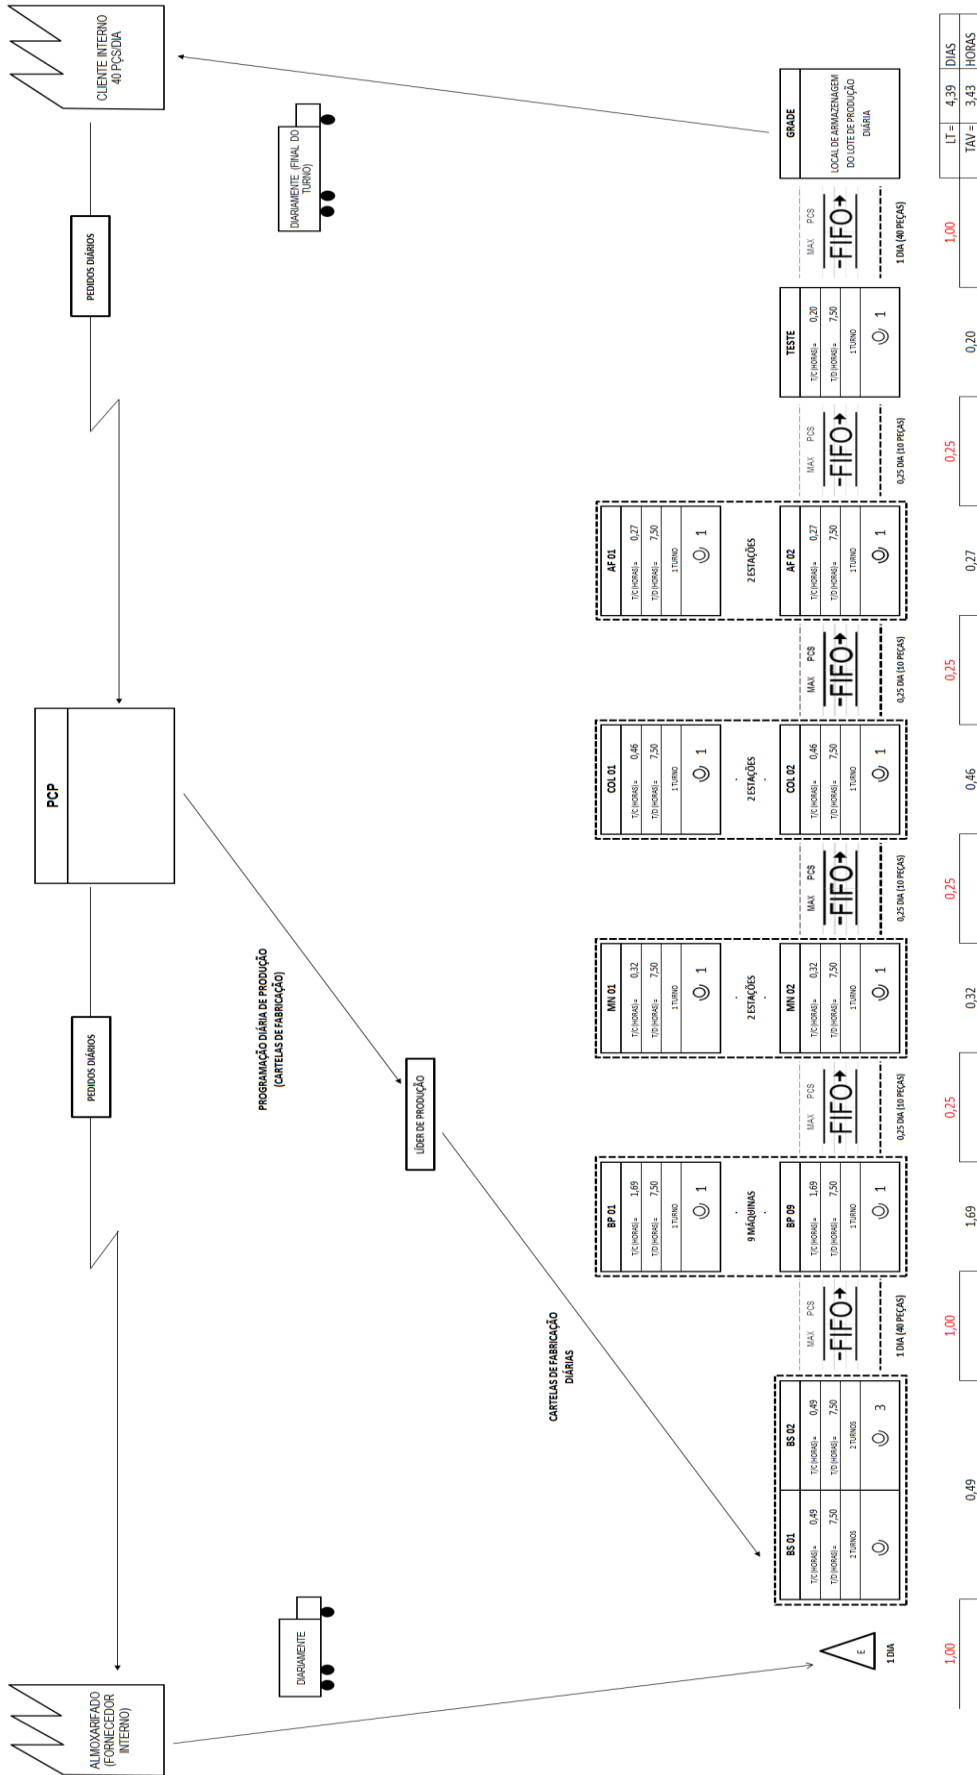 ALMOXARIFADO
(FORNECEDOR
INTERNO)
PEDIDOS DIÁRIOS
PCP
PEDIDOS DIÁRIOS
CLIENTE INTERNO
40 PÇS/DIA
DIARIAMENTE
PROGRAMAÇÃO DIÁRIA DE PRODUÇÃO
(CARTELAS DE FABRICAÇÃO)
DIARIAMENTE (FINAL DO
TURNO)
LÍDER DE PRODUÇÃO
CARTELAS DE FABRICAÇÃO
DIÁRIAS
E
1 DIA
BS 01
T/C (HORAS) = 0,49
T/D (HORAS) = 7,50
2 TURNOS
BS 02
T/C (HORAS) = 0,49
T/D (HORAS) = 7,50
2 TURNOS
3
MAX PCS
-FIFO→
1 DIA (40 PEÇAS)
BP 01
T/C (HORAS) = 1,69
T/D (HORAS) = 7,50
1 TURNO
1
9 MÁQUINAS
BP 09
T/C (HORAS) = 1,69
T/D (HORAS) = 7,50
1 TURNO
1
MAX PCS
-FIFO→
0,25 DIA (10 PEÇAS)
MN 01
T/C (HORAS) = 0,32
T/D (HORAS) = 7,50
1 TURNO
1
2 ESTAÇÕES
MN 02
T/C (HORAS) = 0,32
T/D (HORAS) = 7,50
1 TURNO
1
MAX PCS
-FIFO→
0,25 DIA (10 PEÇAS)
COL 01
T/C (HORAS) = 0,46
T/D (HORAS) = 7,50
1 TURNO
1
2 ESTAÇÕES
COL 02
T/C (HORAS) = 0,46
T/D (HORAS) = 7,50
1 TURNO
1
MAX PCS
-FIFO→
0,25 DIA (10 PEÇAS)
AF 01
T/C (HORAS) = 0,27
T/D (HORAS) = 7,50
1 TURNO
1
2 ESTAÇÕES
AF 02
T/C (HORAS) = 0,27
T/D (HORAS) = 7,50
1 TURNO
1
MAX PCS
-FIFO→
0,25 DIA (10 PEÇAS)
TESTE
T/C (HORAS) = 0,20
T/D (HORAS) = 7,50
1 TURNO
1
MAX PCS
-FIFO→
1 DIA (40 PEÇAS)
GRADE
LOCAL DE ARMAZENAGEM
DO LOTE DE PRODUÇÃO
DIÁRIA
1,00 1,00 0,25 0,25 0,25 0,25 1,00
0,49 1,69 0,32 0,46 0,27 0,20
LT = 4,39 DIAS
TAV = 3,43 HORAS